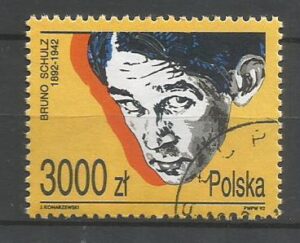 BRUNO SCHULZ
1892-1942
3000 zł
Polska
J. KONARZEWSKI
PWPW 92